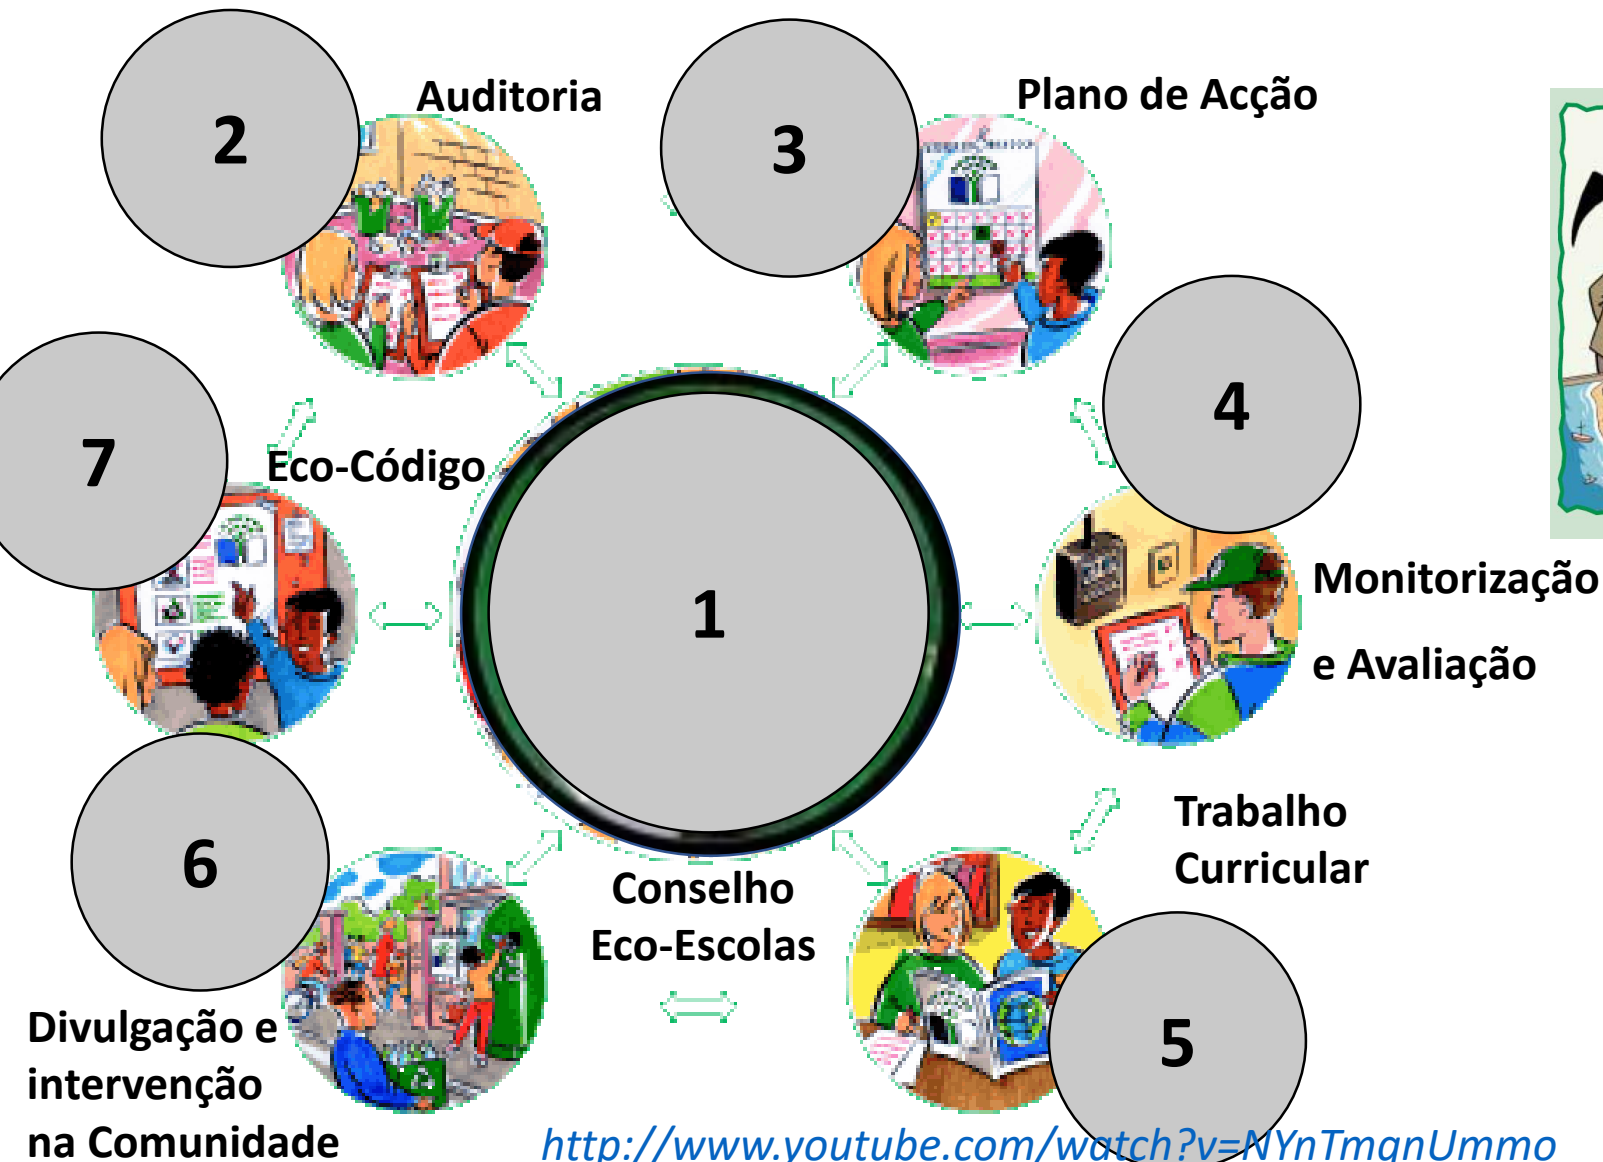 2
Auditoria
3
Plano de Acção
4
7
Eco-Código
1
Monitorização
e Avaliação
Trabalho
Curricular
6
Conselho
Eco-Escolas
5
Divulgação e
intervenção
na Comunidade
http://www.youtube.com/watch?v=NYnTmqnUmmo